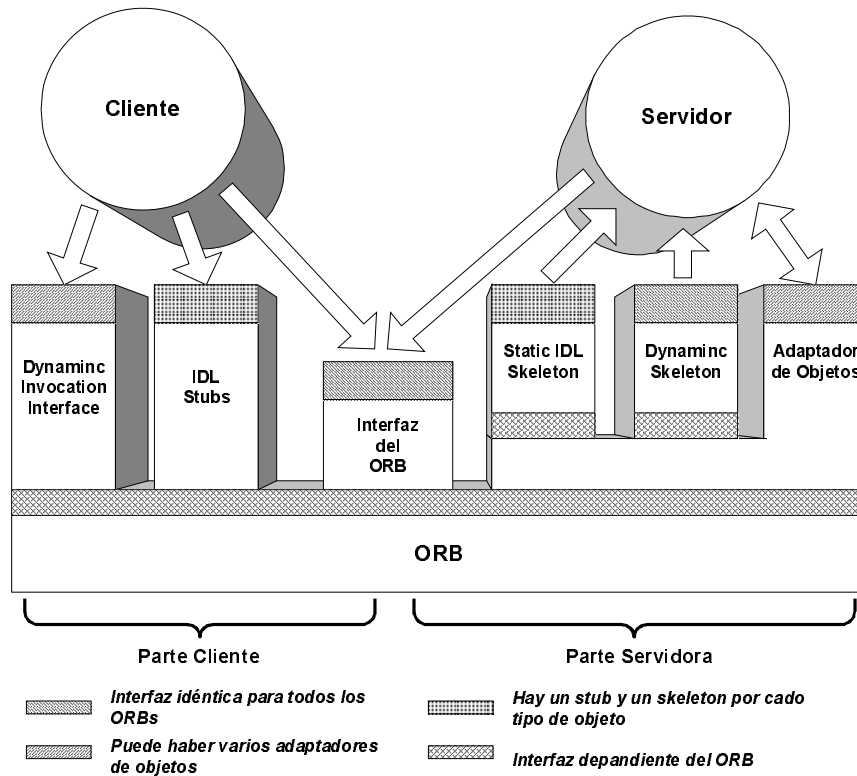 Cliente
Servidor
Dynaminc
Invocation
Interface
IDL
Stubs
Interfaz
del
ORB
Static IDL
Skeleton
Dynaminc
Skeleton
Adaptador
de Objetos
ORB
Parte Cliente
Parte Servidora
Interfaz idéntica para todos los
ORBs
Hay un stub y un skeleton por cado
tipo de objeto
Puede haber varios adaptadores
de objetos
Interfaz depandiente del ORB